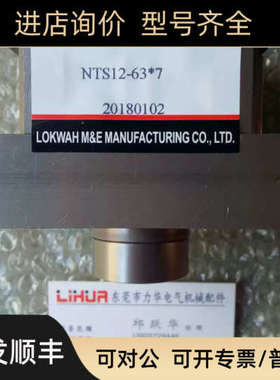 进店询价 型号齐全
NTS12-63*7
20180102
LOKWAH M&E MANUFACTURING CO., LTD.
LiHUA 东莞市力华电气机械配件
邱跃华
发顺丰
可对公 可开专票/普票